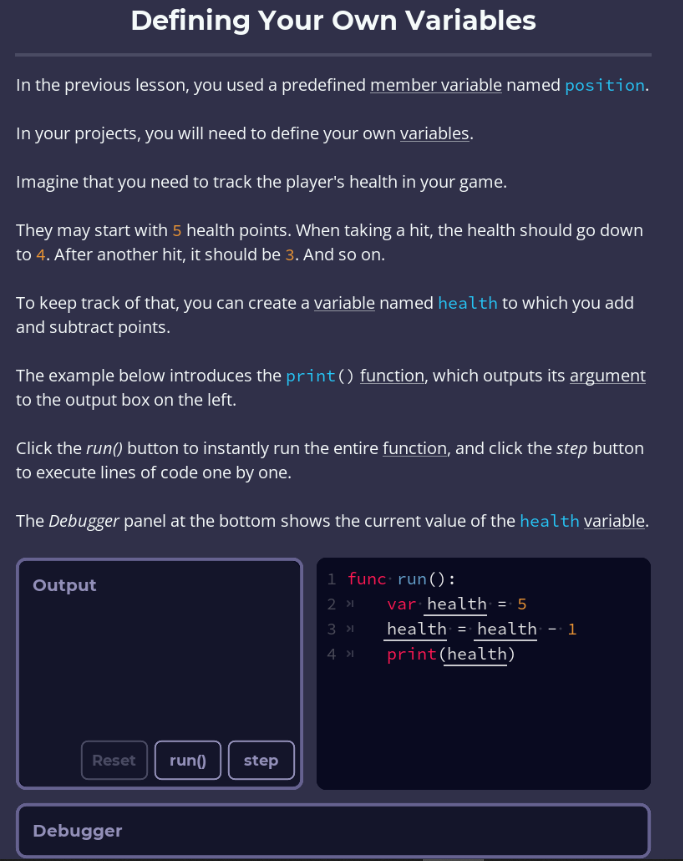 Defining Your Own Variables
In the previous lesson, you used a predefined member variable named position.
In your projects, you will need to define your own variables.
Imagine that you need to track the player's health in your game.
They may start with 5 health points. When taking a hit, the health should go down
to 4. After another hit, it should be 3. And so on.
To keep track of that, you can create a variable named health to which you add
and subtract points.
The example below introduces the print() function, which outputs its argument
to the output box on the left.
Click the run() button to instantly run the entire function, and click the step button
to execute lines of code one by one.
The Debugger panel at the bottom shows the current value of the health variable.
Output
Reset run() step
1 func run():
2 var health = 5
3 health = health - 1
4 print(health)
Debugger